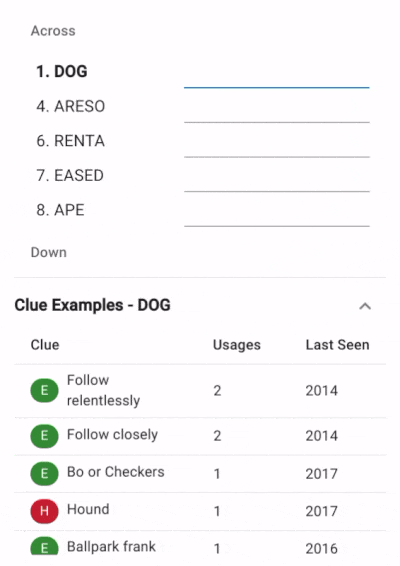 Across
1. DOG
4. ARESO
6. RENTA
7. EASED
8. APE
Down
Clue Examples - DOG
Clue Usages Last Seen
E Follow relentlessly 2 2014
E Follow closely 2 2014
E Bo or Checkers 1 2017
H Hound 1 2017
E Ballpark frank 1 2016